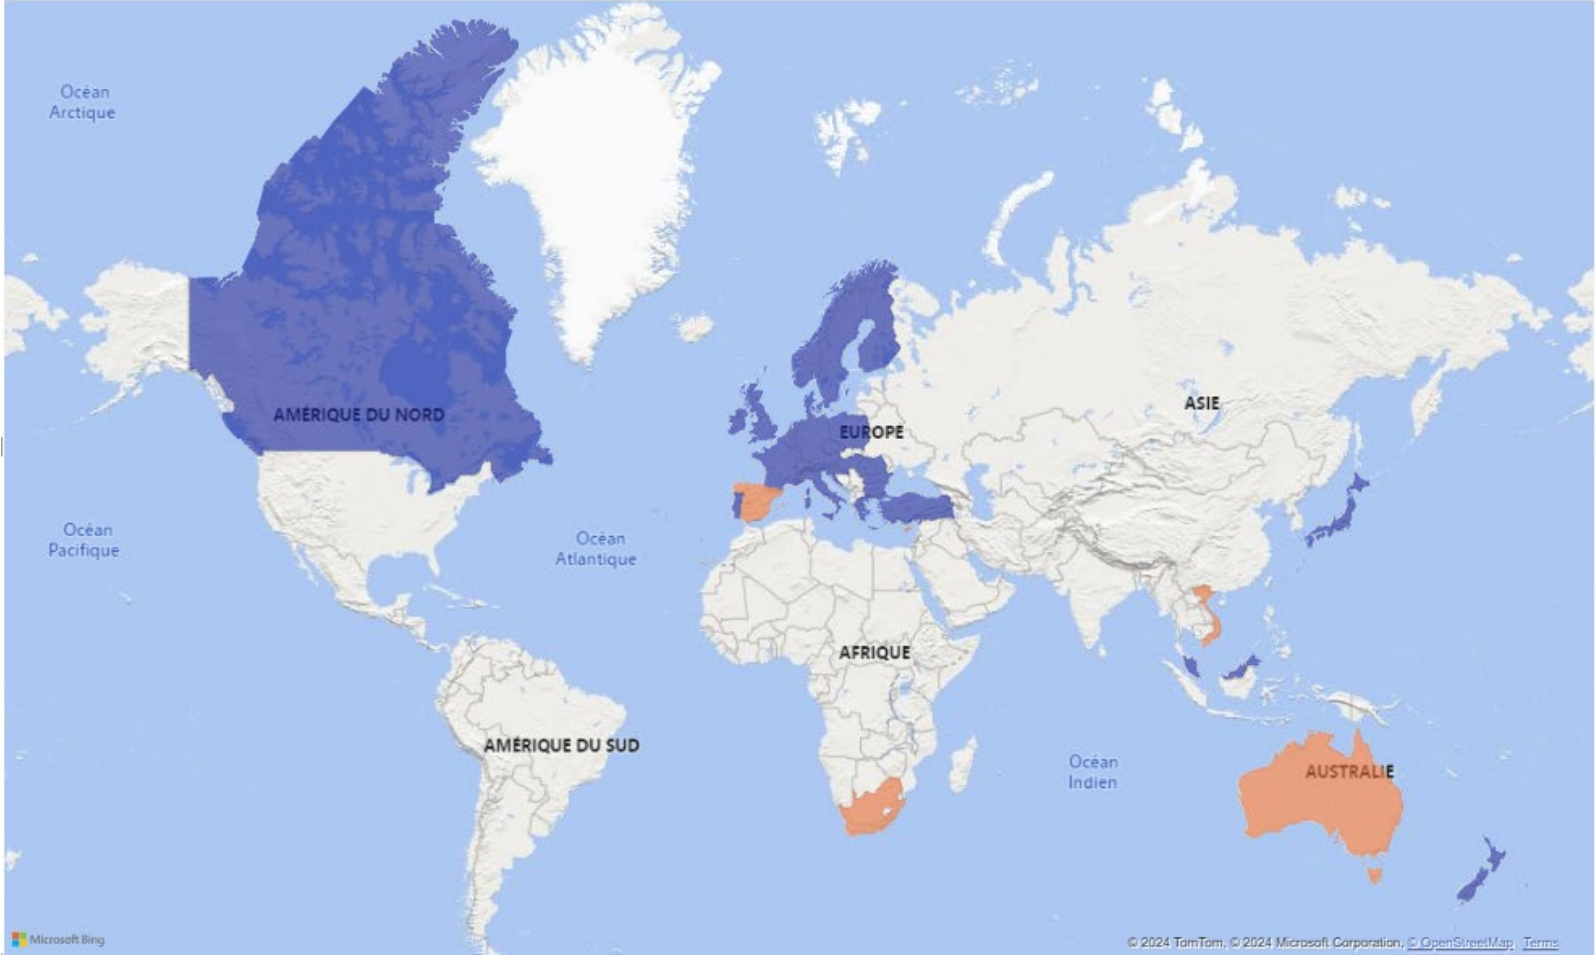 Océan
Arctique
AMÉRIQUE DU NORD
EUROPE
ASIE
Océan
Pacifique
Océan
Atlantique
AFRIQUE
AMÉRIQUE DU SUD
Océan
Indien
AUSTRALIE
Microsoft Bing
© 2024 TomTom, © 2024 Microsoft Corporation, © OpenStreetMap Terms